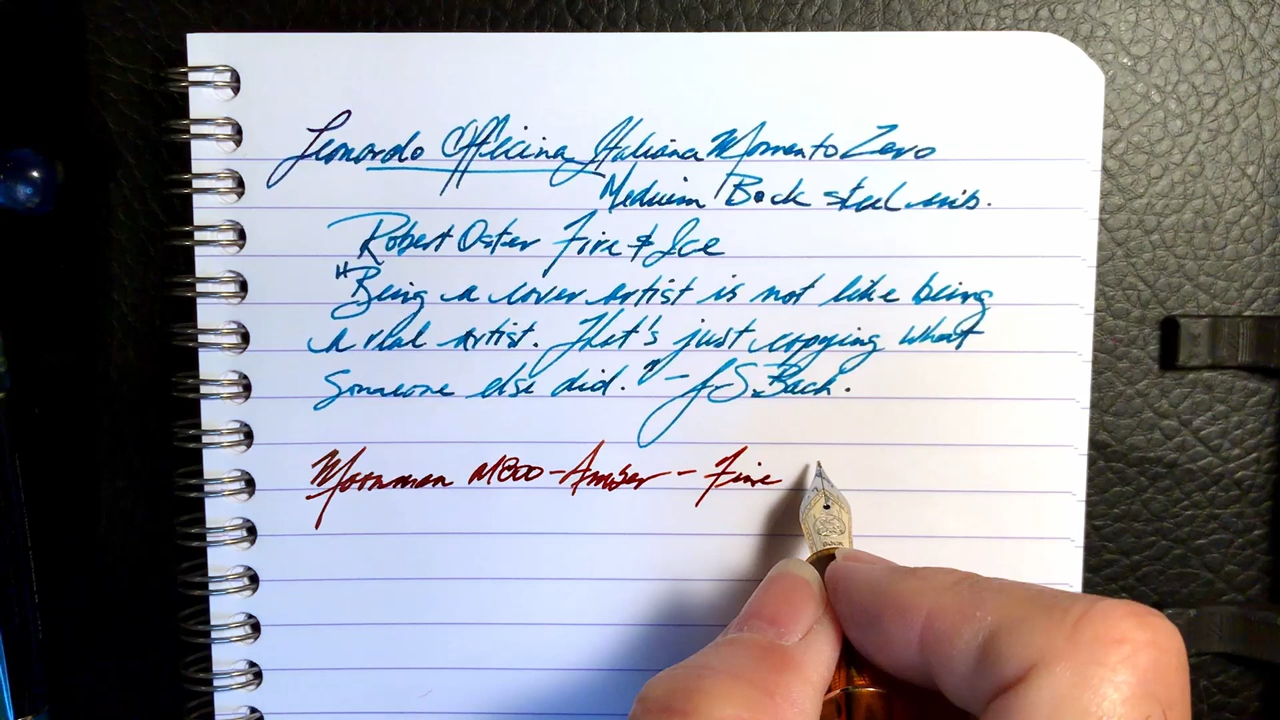 Leonardo Officina Italiana Momento Zero
Medium Bock steel nib.
Robert Oster Fire & Ice
"Being a cover artist is not like being
a real artist. That's just copying what
someone else did." - J.S. Bach.
Moonman M800 - Amber - Fine